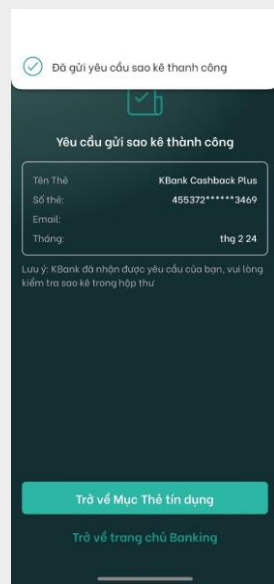 Đã gửi yêu cầu sao kê thanh công
Yêu cầu gửi sao kê thành công
Tên Thẻ KBank Cashback Plus
Số thẻ: 455372******3469
Email:
Tháng: thg 2 24
Lưu ý: KBank đã nhận được yêu cầu của bạn, vui lòng
kiểm tra sao kê trong hộp thư
Trở về Mục Thẻ tín dụng
Trở về trang chủ Banking